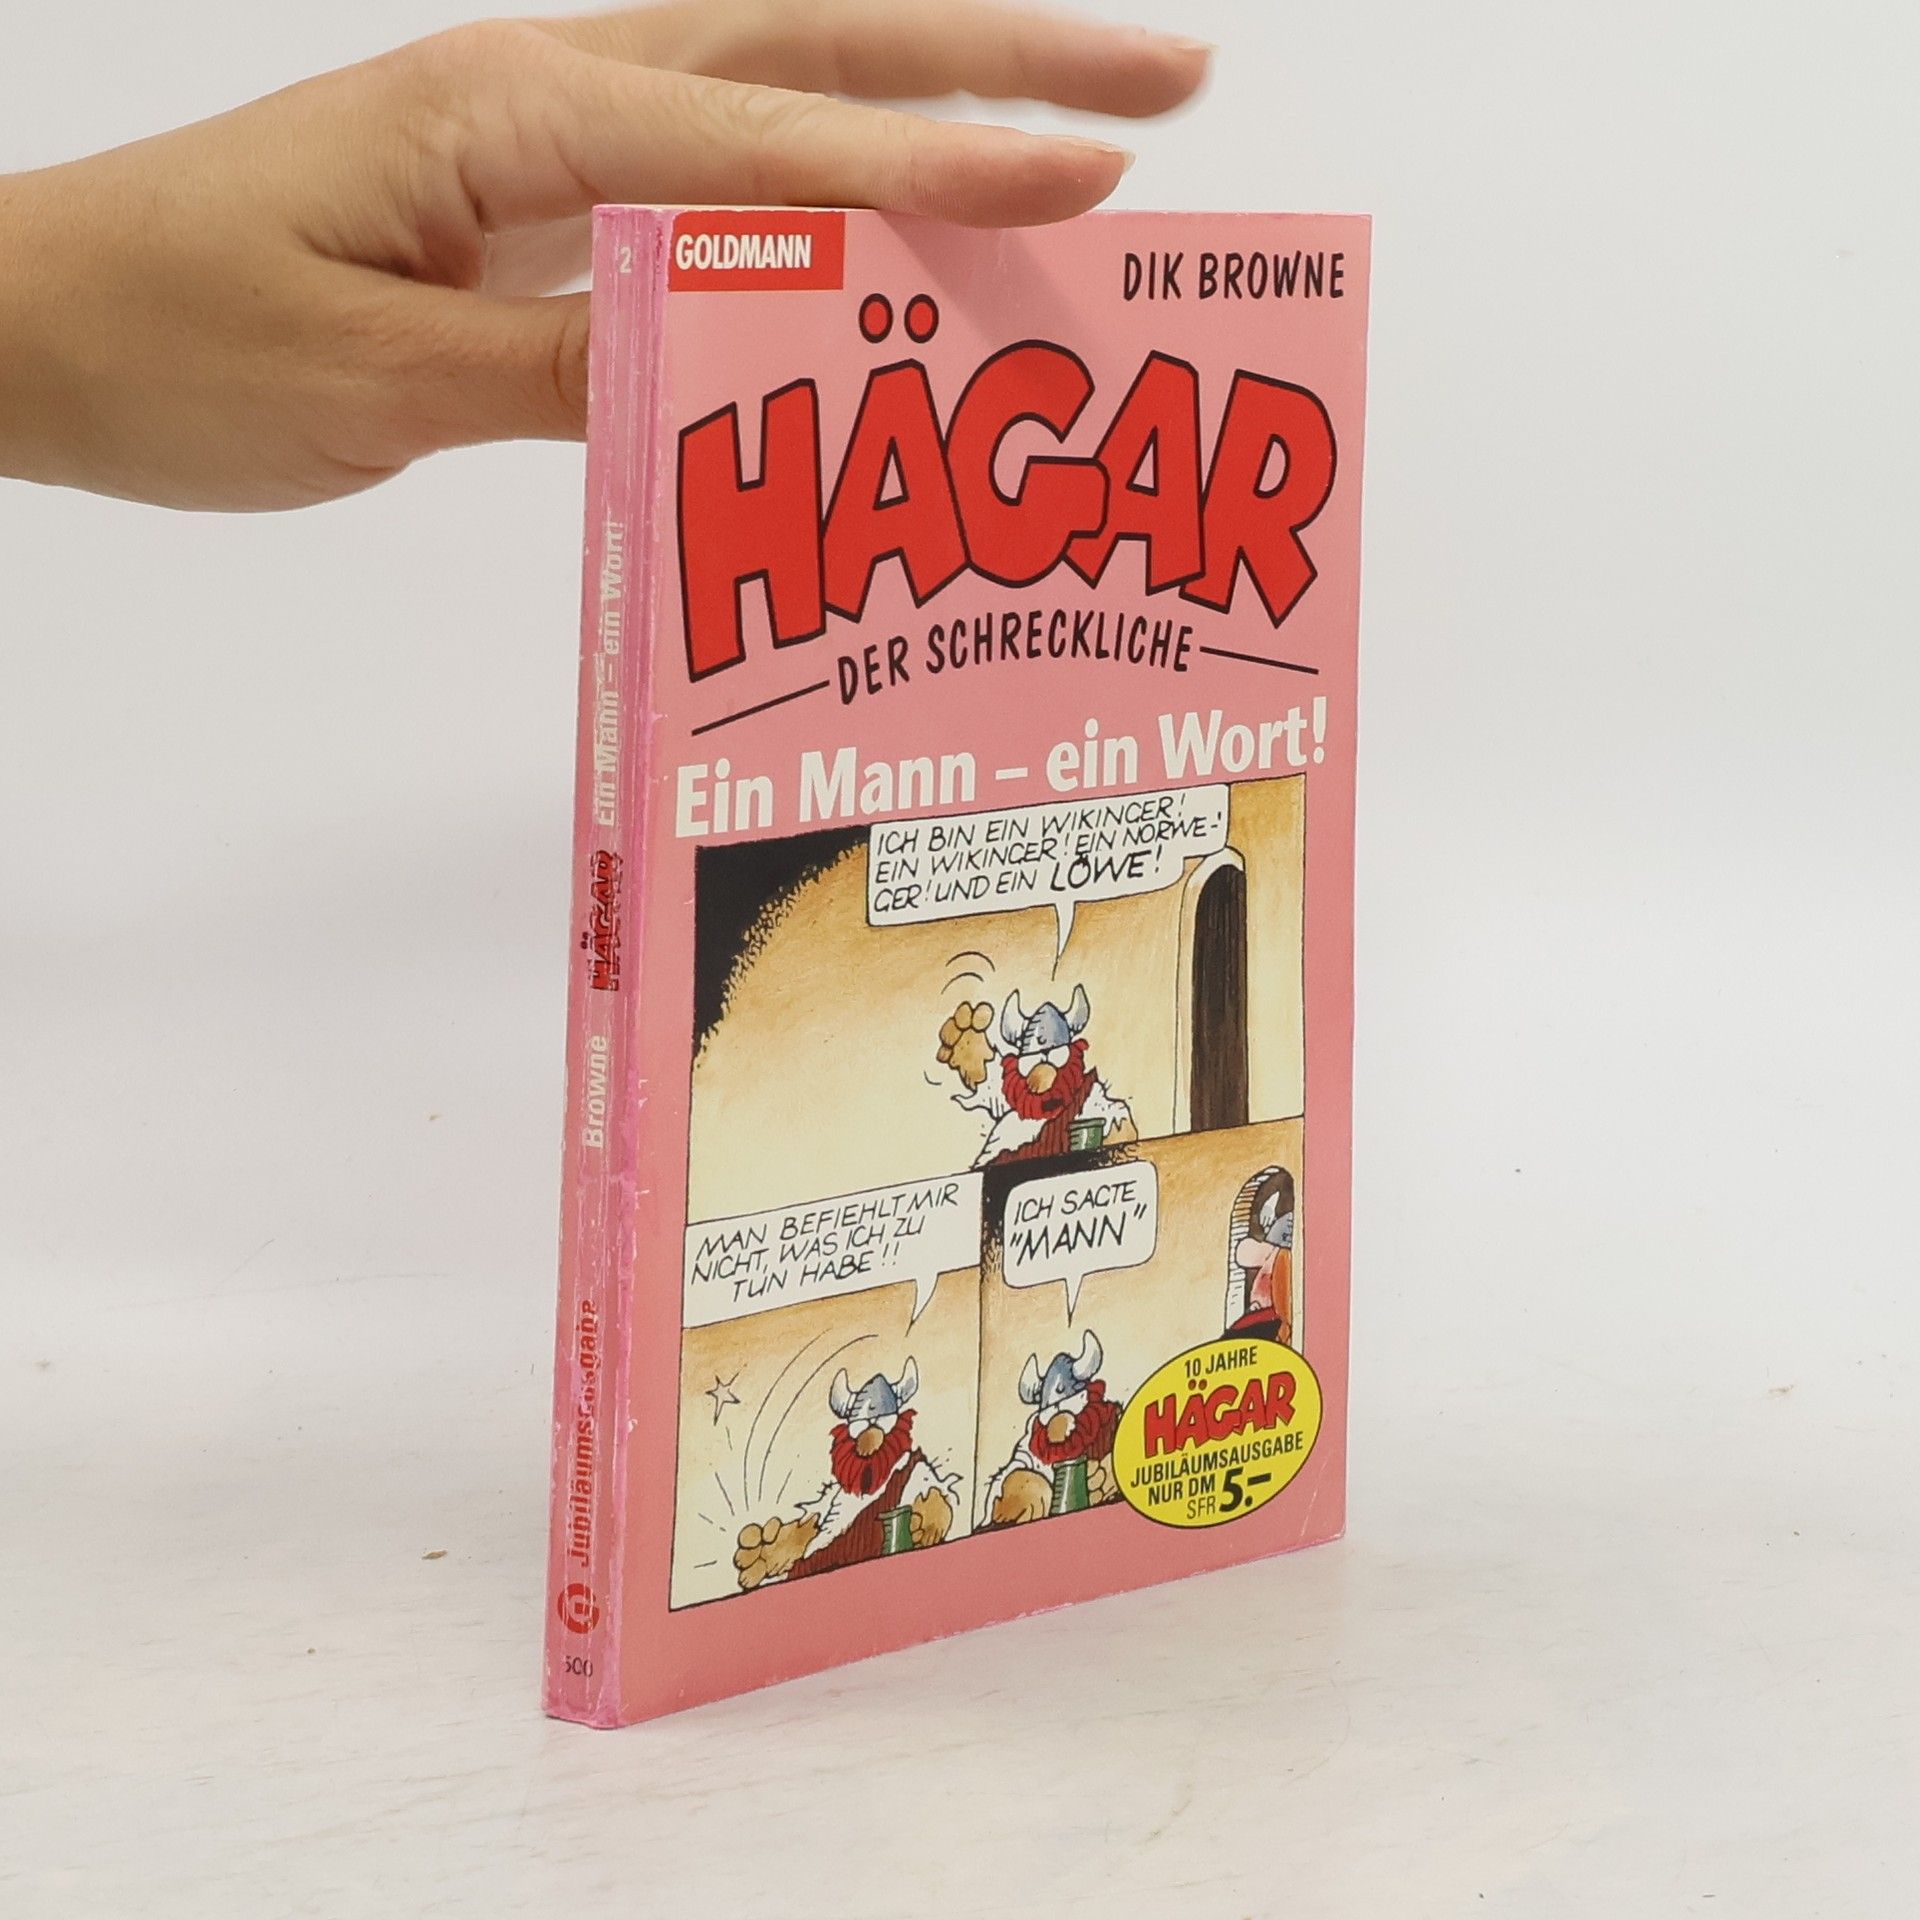 GOLDMANN
DIK BROWNE
HÄGAR
DER SCHRECKLICHE
Ein Mann – ein Wort!
ICH BIN EIN WIKINGER!
EIN WIKINGER! EIN NORWE-
GER! UND EIN LÖWE!
MAN BEFIEHLT MIR
NICHT, WAS ICH ZU
TUN HABE!!
ICH SAGTE
"MANN"
10 JAHRE
HÄGAR
JUBILÄUMSAUSGABE
NUR DM 5.–
SFR
2
Browne HÄGAR Ein Mann – ein Wort!
Jubiläumsausgabe
500